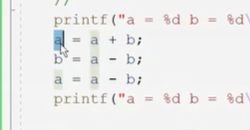 //
printf("a = %d b = %d\
a = a + b;
b = a - b;
a = a - b;
printf("a = %d b = %d\